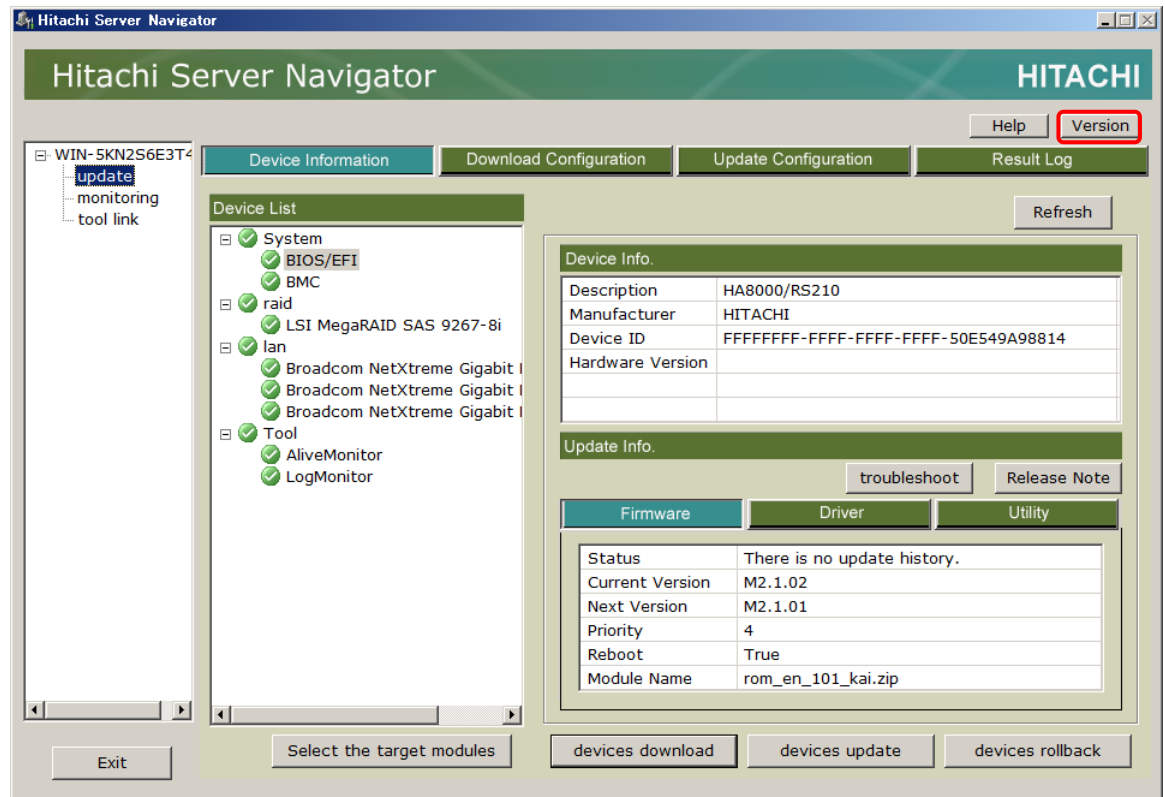 Hitachi Server Navigator
Hitachi Server Navigator
HITACHI
Help
Version
WIN-5KN2S6E3T4
update
monitoring
tool link
Device Information
Download Configuration
Update Configuration
Result Log
Device List
Refresh
System
BIOS/EFI
BMC
raid
LSI MegaRAID SAS 9267-8i
lan
Broadcom NetXtreme Gigabit
Broadcom NetXtreme Gigabit
Broadcom NetXtreme Gigabit
Tool
AliveMonitor
LogMonitor
Device Info.
Description HA8000/RS210
Manufacturer HITACHI
Device ID FFFFFFFF-FFFF-FFFF-FFFF-50E549A98814
Hardware Version
Update Info.
troubleshoot
Release Note
Firmware
Driver
Utility
Status There is no update history.
Current Version M2.1.02
Next Version M2.1.01
Priority 4
Reboot True
Module Name rom_en_101_kai.zip
Exit
Select the target modules
devices download
devices update
devices rollback